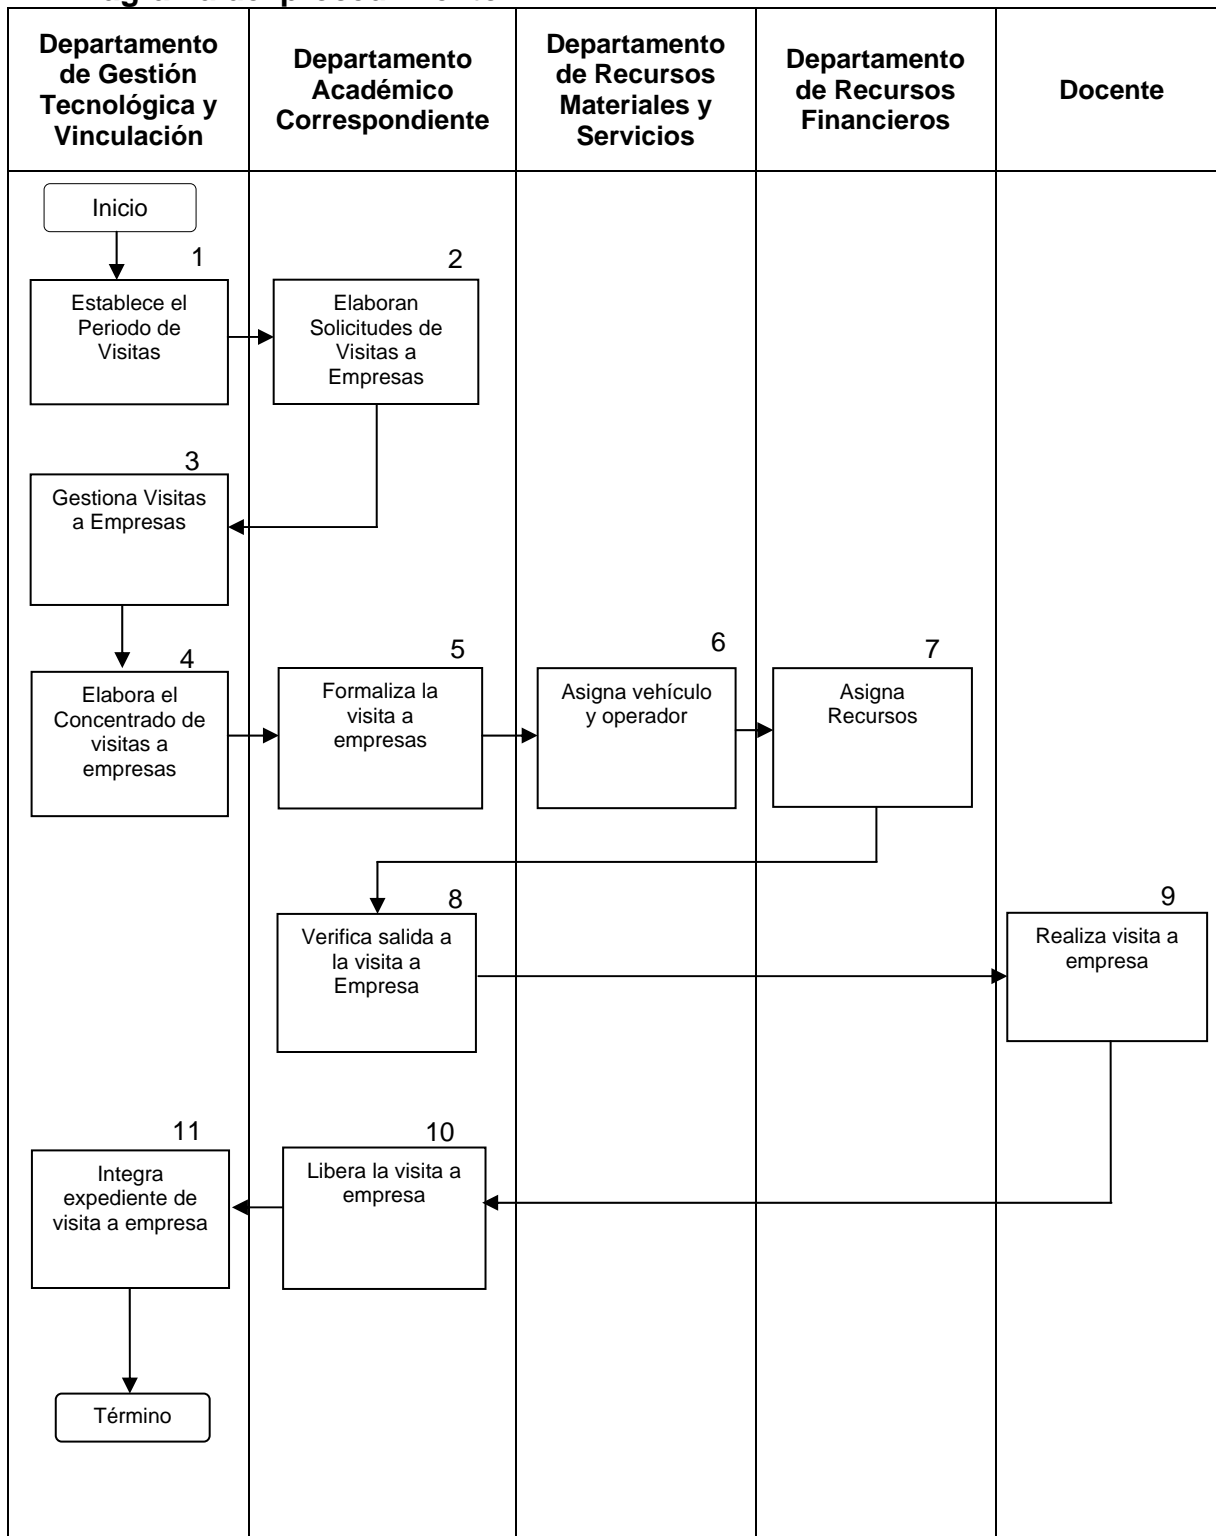 Departamento
de Gestión
Tecnológica y
Vinculación
Departamento
Académico
Correspondiente
Departamento
de Recursos
Materiales y
Servicios
Departamento
de Recursos
Financieros
Docente
Inicio
1
Establece el
Periodo de
Visitas
2
Elaboran
Solicitudes de
Visitas a
Empresas
3
Gestiona Visitas
a Empresas
4
Elabora el
Concentrado de
visitas a
empresas
5
Formaliza la
visita a
empresas
6
Asigna vehículo
y operador
7
Asigna
Recursos
8
Verifica salida a
la visita a
Empresa
9
Realiza visita a
empresa
10
Libera la visita a
empresa
11
Integra
expediente de
visita a empresa
Término